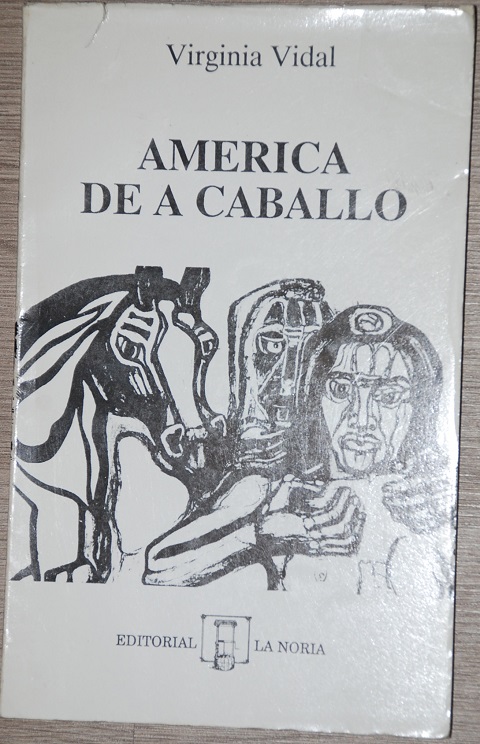 Virginia Vidal
AMERICA
DE A CABALLO
EDITORIAL LA NORIA